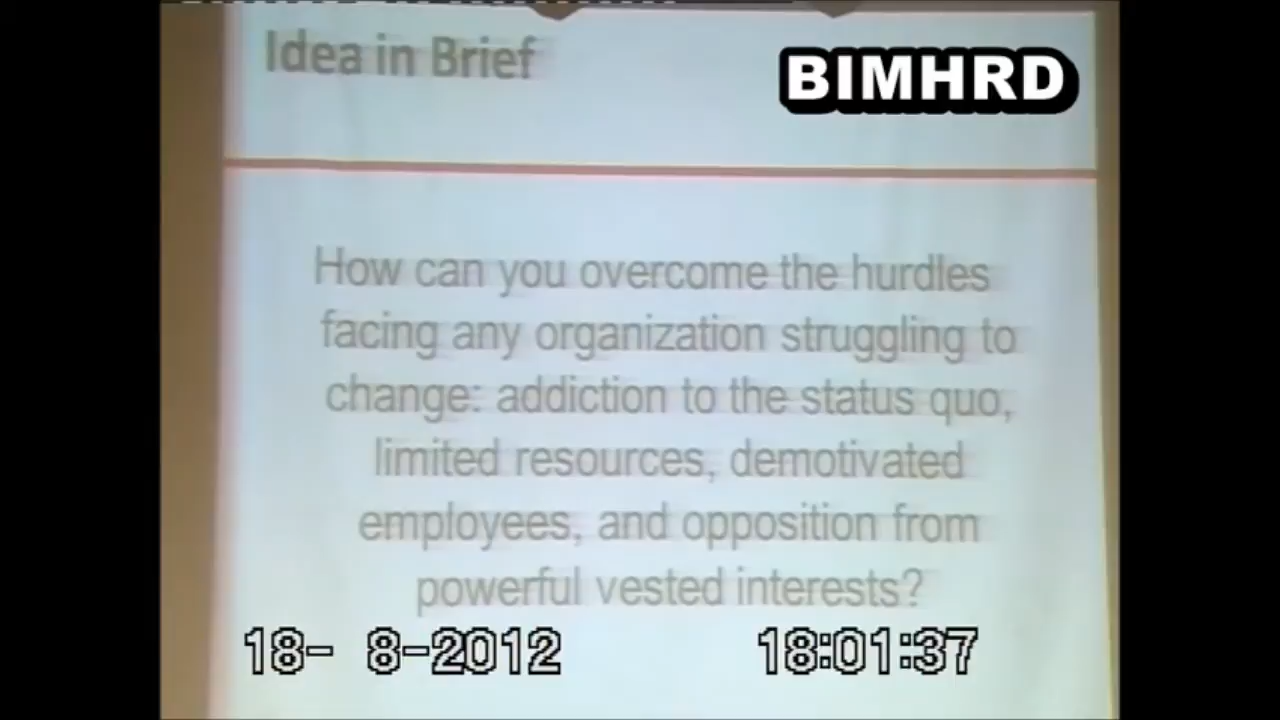 Idea in Brief
BIMHRD
How can you overcome the hurdles
facing any organization struggling to
change: addiction to the status quo,
limited resources, demotivated
employees, and opposition from
powerful vested interests?
18- 8-2012 18:01:37